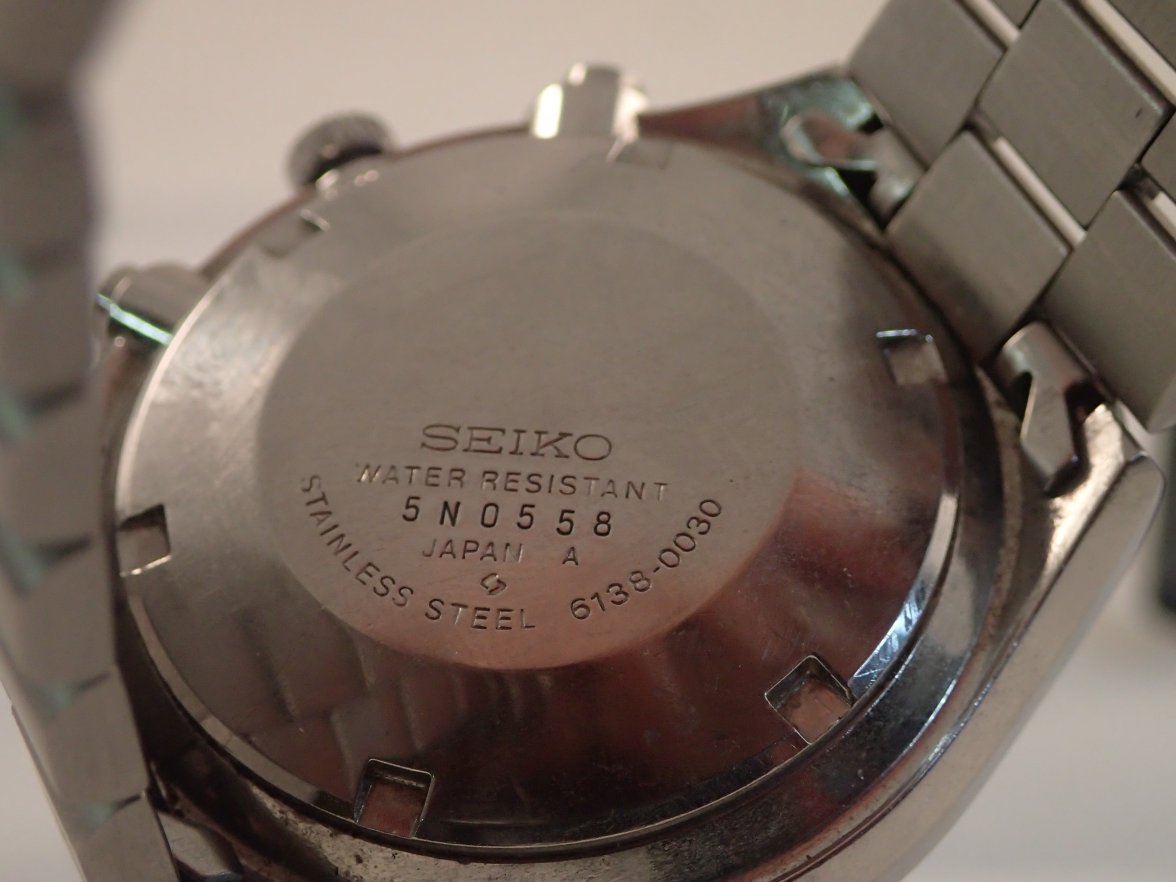 SEIKO
WATER RESISTANT
5N0558
JAPAN A
STAINLESS STEEL 6138-0030